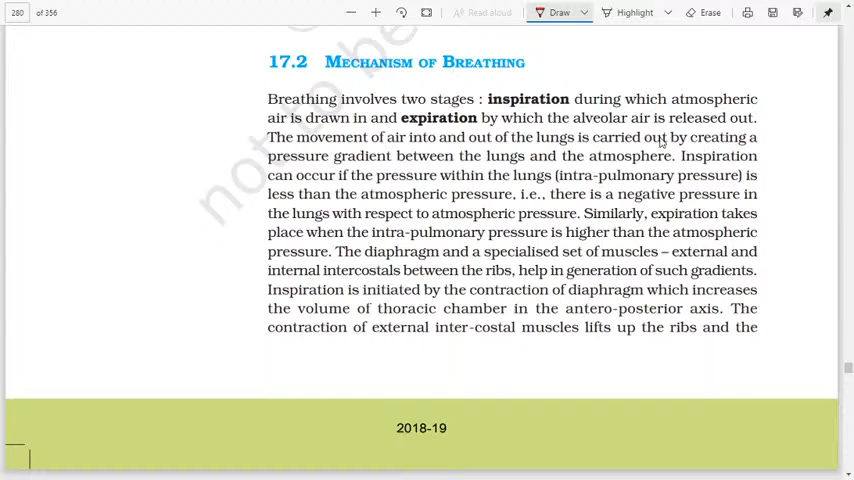 280 of 356 Read aloud Draw Highlight Erase
17.2 MECHANISM OF BREATHING
Breathing involves two stages : inspiration during which atmospheric
air is drawn in and expiration by which the alveolar air is released out.
The movement of air into and out of the lungs is carried out by creating a
pressure gradient between the lungs and the atmosphere. Inspiration
can occur if the pressure within the lungs (intra-pulmonary pressure) is
less than the atmospheric pressure, i.e., there is a negative pressure in
the lungs with respect to atmospheric pressure. Similarly, expiration takes
place when the intra-pulmonary pressure is higher than the atmospheric
pressure. The diaphragm and a specialised set of muscles – external and
internal intercostals between the ribs, help in generation of such gradients.
Inspiration is initiated by the contraction of diaphragm which increases
the volume of thoracic chamber in the antero-posterior axis. The
contraction of external inter-costal muscles lifts up the ribs and the
not to be
2018-19